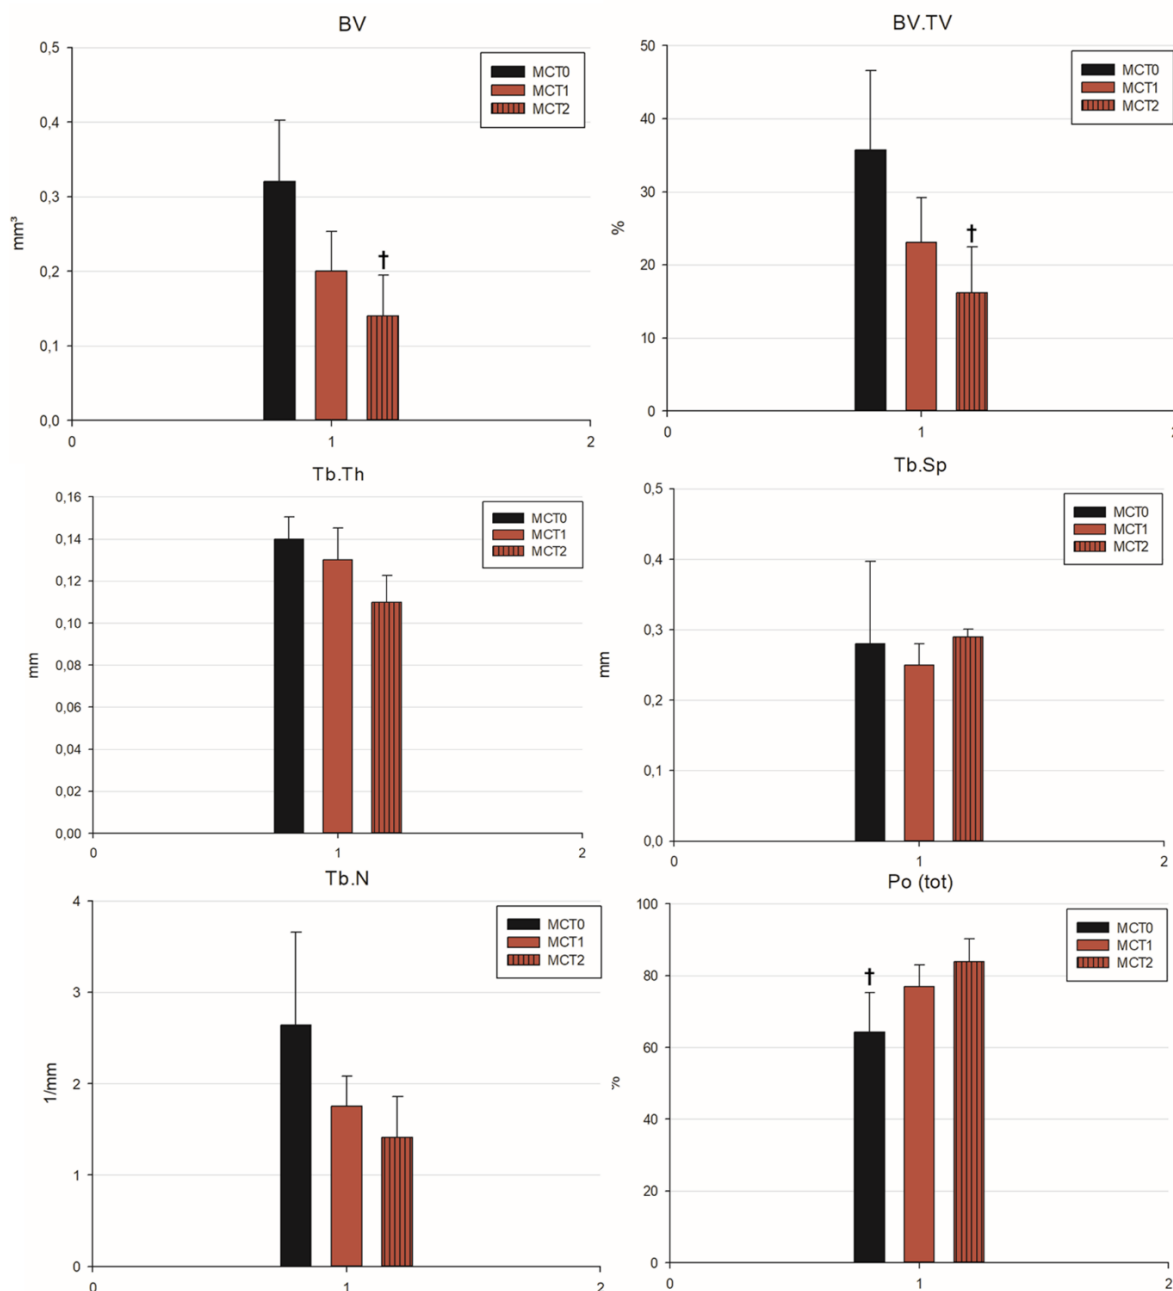 BV
0,5
0,4
0,3
0,2
0,1
0,0
mm³
†
MCT0
MCT1
MCT2
0
1
2
BV.TV
50
40
30
20
10
0
%
†
MCT0
MCT1
MCT2
0
1
2
Tb.Th
0,16
0,14
0,12
0,10
0,08
0,06
0,04
0,02
0,00
mm
MCT0
MCT1
MCT2
0
1
2
Tb.Sp
0,5
0,4
0,3
0,2
0,1
0,0
mm
MCT0
MCT1
MCT2
0
1
2
Tb.N
4
3
2
1
0
1/mm
MCT0
MCT1
MCT2
0
1
2
Po (tot)
100
80
60
40
20
0
%
†
MCT0
MCT1
MCT2
0
1
2